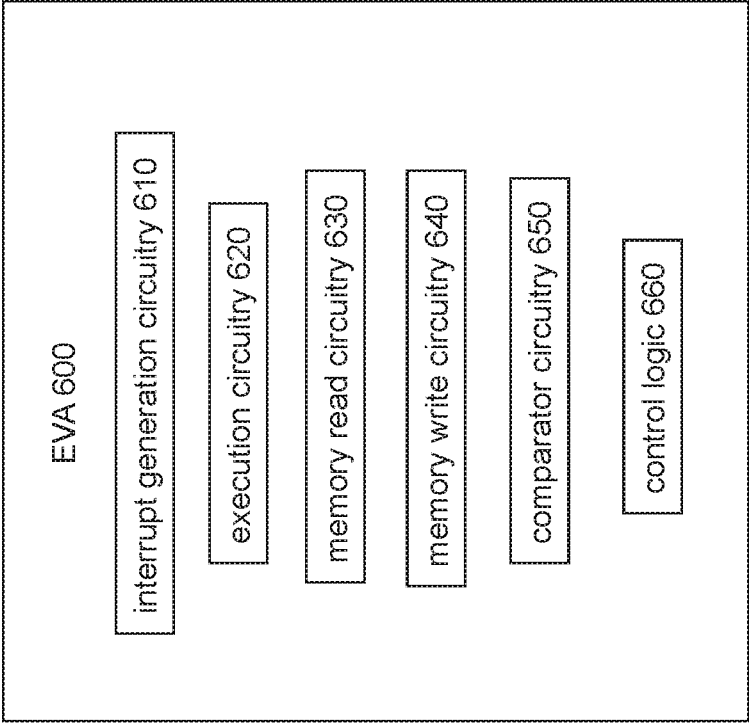 EVA 600
interrupt generation circuitry 610
execution circuitry 620
memory read circuitry 630
memory write circuitry 640
comparator circuitry 650
control logic 660